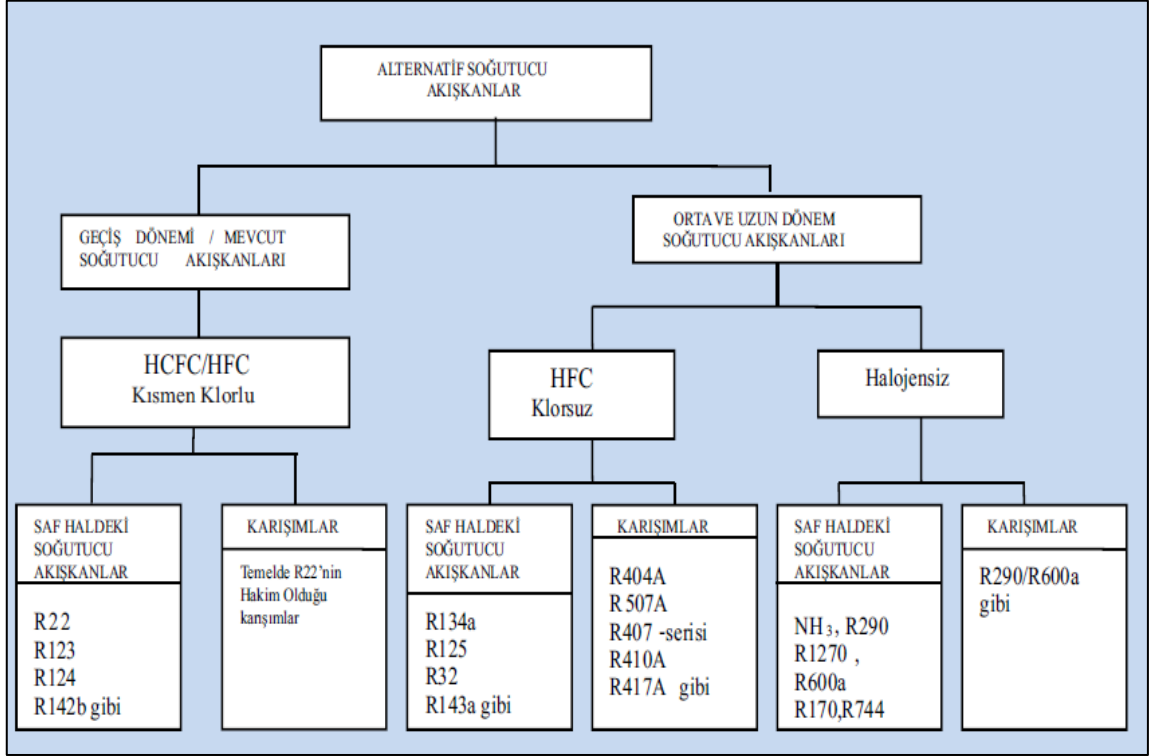 ALTERNATİF SOĞUTUCU
AKIŞKANLAR
GEÇİŞ DÖNEMİ / MEVCUT
SOĞUTUCU AKIŞKANLARI
ORTA VE UZUN DÖNEM
SOĞUTUCU AKIŞKANLARI
HCFC/HFC
Kısmen Klorlu
HFC
Klorsuz
Halojensiz
SAF HALDEKİ
SOĞUTUCU
AKIŞKANLAR
R22
R123
R124
R142b gibi
KARIŞIMLAR
Temelde R22’nin
Hakim Olduğu
karışımlar
SAF HALDEKİ
SOĞUTUCU
AKIŞKANLAR
R134a
R125
R32
R143a gibi
KARIŞIMLAR
R404A
R507A
R407 -serisi
R410A
R417A gibi
SAF HALDEKİ
SOĞUTUCU
AKIŞKANLAR
NH₃, R290
R1270 ,
R600a
R170,R744
KARIŞIMLAR
R290/R600a
gibi